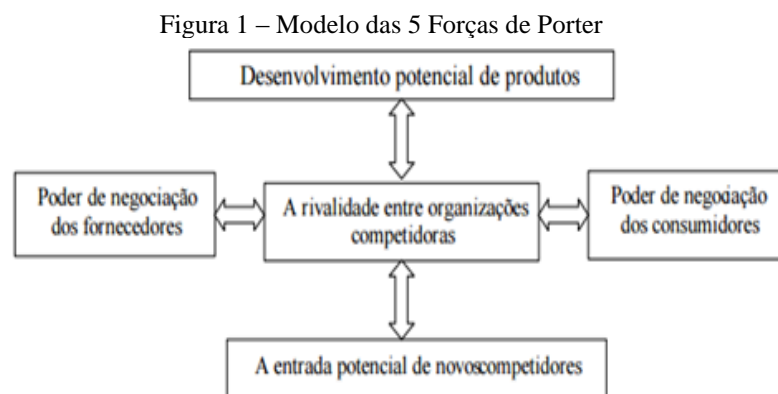 Figura 1 – Modelo das 5 Forças de Porter
Desenvolvimento potencial de produtos
Poder de negociação
dos fornecedores
A rivalidade entre organizações
competidoras
Poder de negociação
dos consumidores
A entrada potencial de novoscompetidores